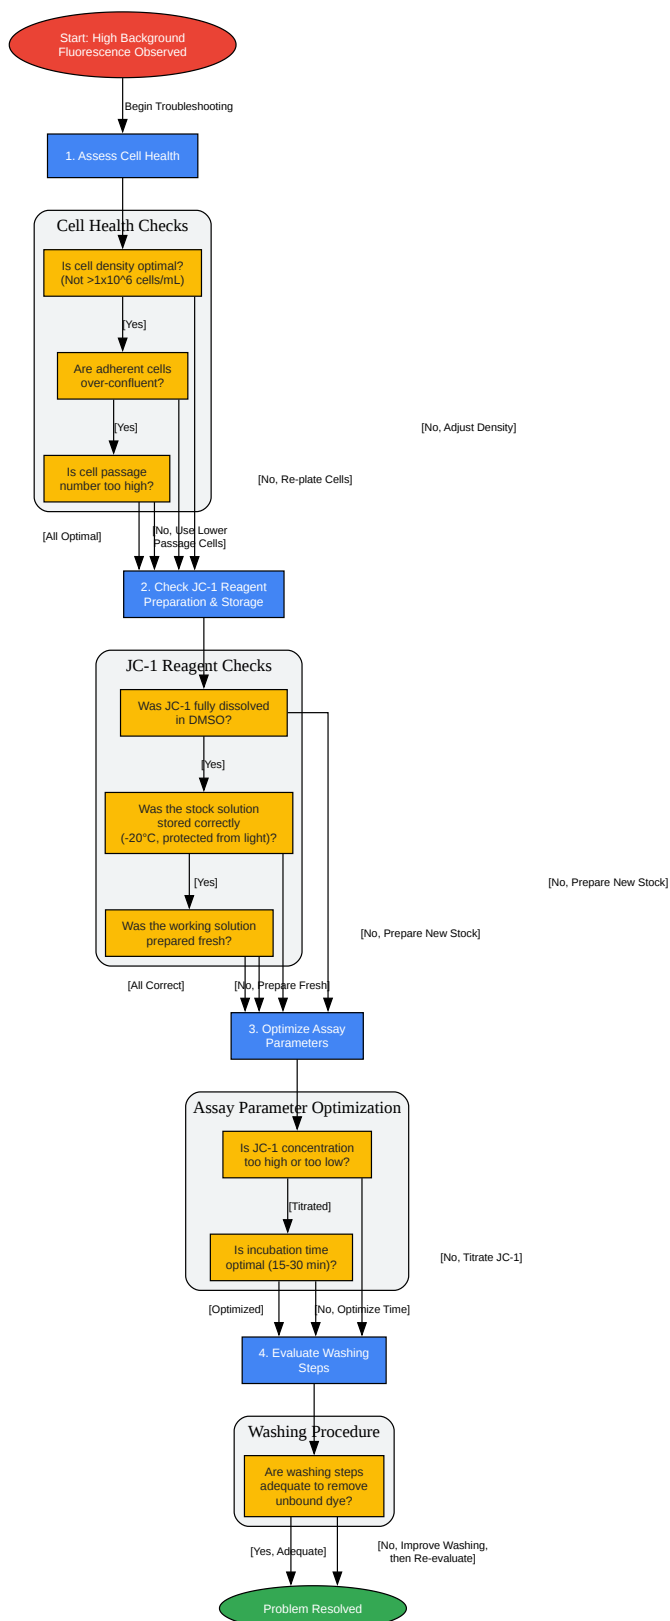 Start: High Background
Fluorescence Observed
Begin Troubleshooting
1. Assess Cell Health
Cell Health Checks
Is cell density optimal?
(Not >1x10^6 cells/mL)
[Yes]
Are adherent cells
over-confluent?
[Yes]
[No, Adjust Density]
Is cell passage
number too high?
[No, Re-plate Cells]
[All Optimal]
[No, Use Lower
Passage Cells]
2. Check JC-1 Reagent
Preparation & Storage
JC-1 Reagent Checks
Was JC-1 fully dissolved
in DMSO?
[Yes]
Was the stock solution
stored correctly
(-20°C, protected from light)?
[Yes]
[No, Prepare New Stock]
Was the working solution
prepared fresh?
[No, Prepare New Stock]
[All Correct]
[No, Prepare Fresh]
3. Optimize Assay
Parameters
Assay Parameter Optimization
Is JC-1 concentration
too high or too low?
[Titrated]
Is incubation time
optimal (15-30 min)?
[No, Titrate JC-1]
[Optimized]
[No, Optimize Time]
4. Evaluate Washing
Steps
Washing Procedure
Are washing steps
adequate to remove
unbound dye?
[Yes, Adequate]
[No, Improve Washing,
then Re-evaluate]
Problem Resolved